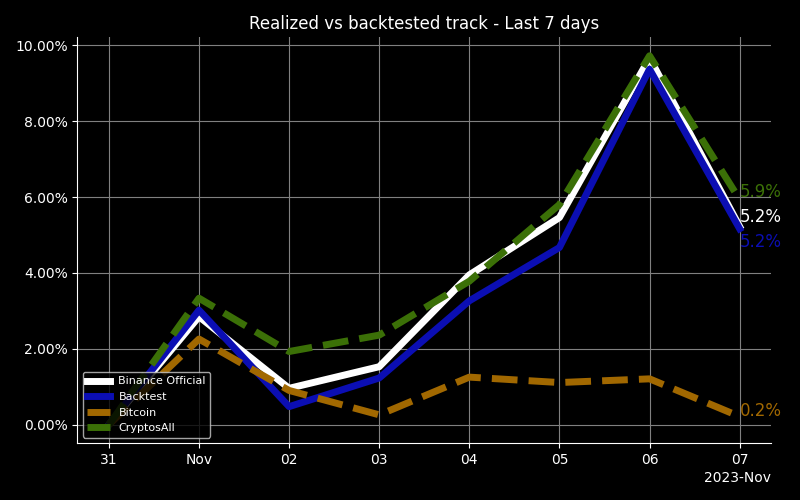 Realized vs backtested track - Last 7 days
10.00%
8.00%
6.00%
4.00%
2.00%
0.00%
5.9%
5.2%
5.2%
0.2%
Binance Official
Backtest
Bitcoin
CryptosAll
31 Nov 02 03 04 05 06 07
2023-Nov